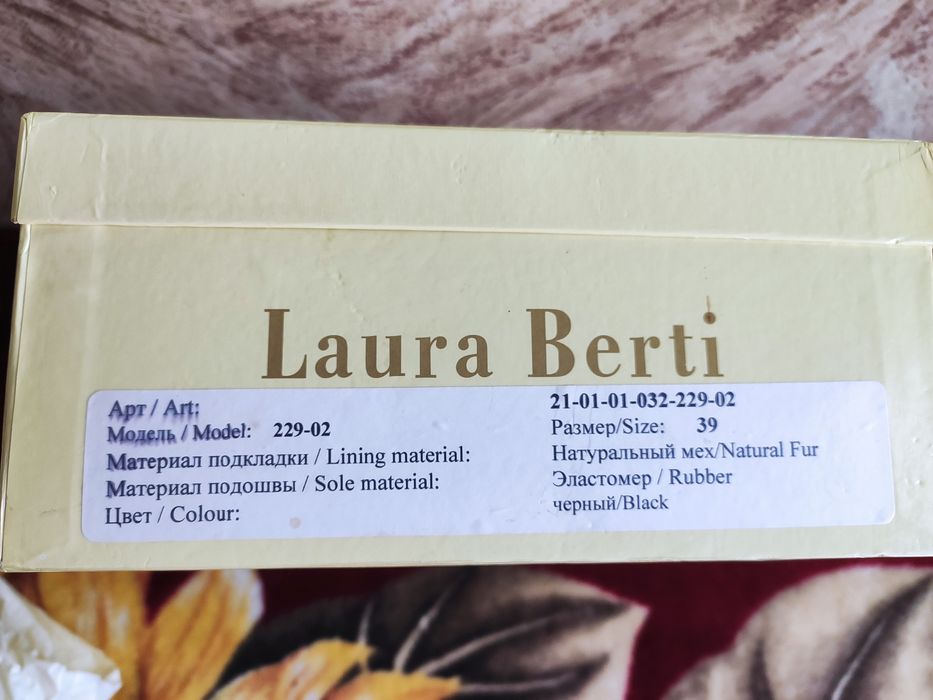 Laura Berti
Арт / Art: 21-01-01-032-229-02
Модель / Model: 229-02 Размер/Size: 39
Материал подкладки / Lining material: Натуральный мех/Natural Fur
Материал подошвы / Sole material: Эластомер / Rubber
Цвет / Colour: черный/Black